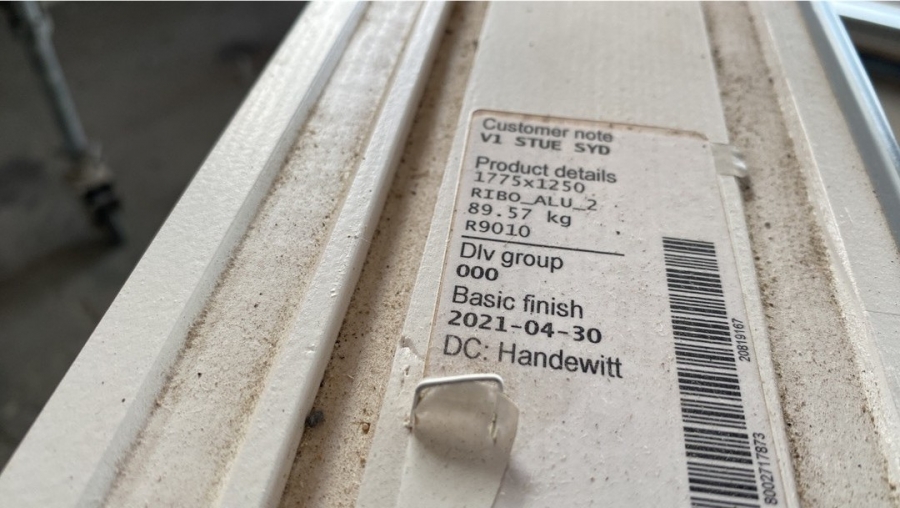 Customer note
V1 STUE SYD
Product details
1775x1250
RIBO_ALU_2
89.57 kg
R9010
Dlv group
000
Basic finish
2021-04-30
DC: Handewitt
20819167
8002717873